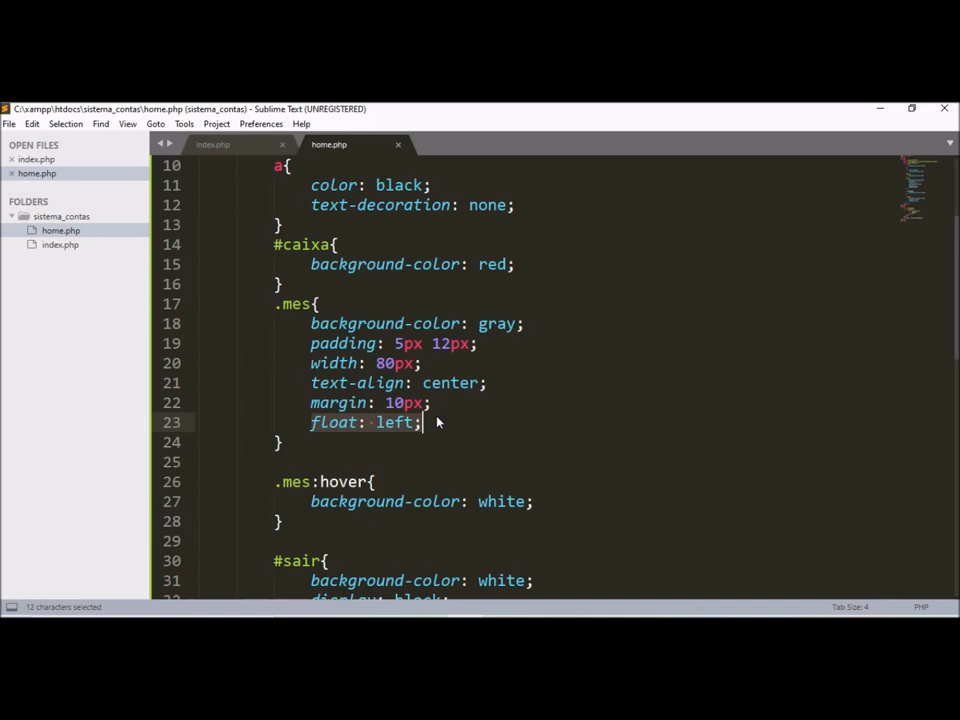 C:\xampp\htdocs\sistema_contas\home.php (sistema_contas) - Sublime Text (UNREGISTERED)
File Edit Selection Find View Goto Tools Project Preferences Help
OPEN FILES
index.php
home.php
FOLDERS
sistema_contas
home.php
index.php
index.php
home.php
10 a{
11 color: black;
12 text-decoration: none;
13 }
14 #caixa{
15 background-color: red;
16 }
17 .mes{
18 background-color: gray;
19 padding: 5px 12px;
20 width: 80px;
21 text-align: center;
22 margin: 10px;
23 float: left;
24 }
25
26 .mes:hover{
27 background-color: white;
28 }
29
30 #sair{
31 background-color: white;
32 display: block;
12 characters selected
Tab Size: 4
PHP